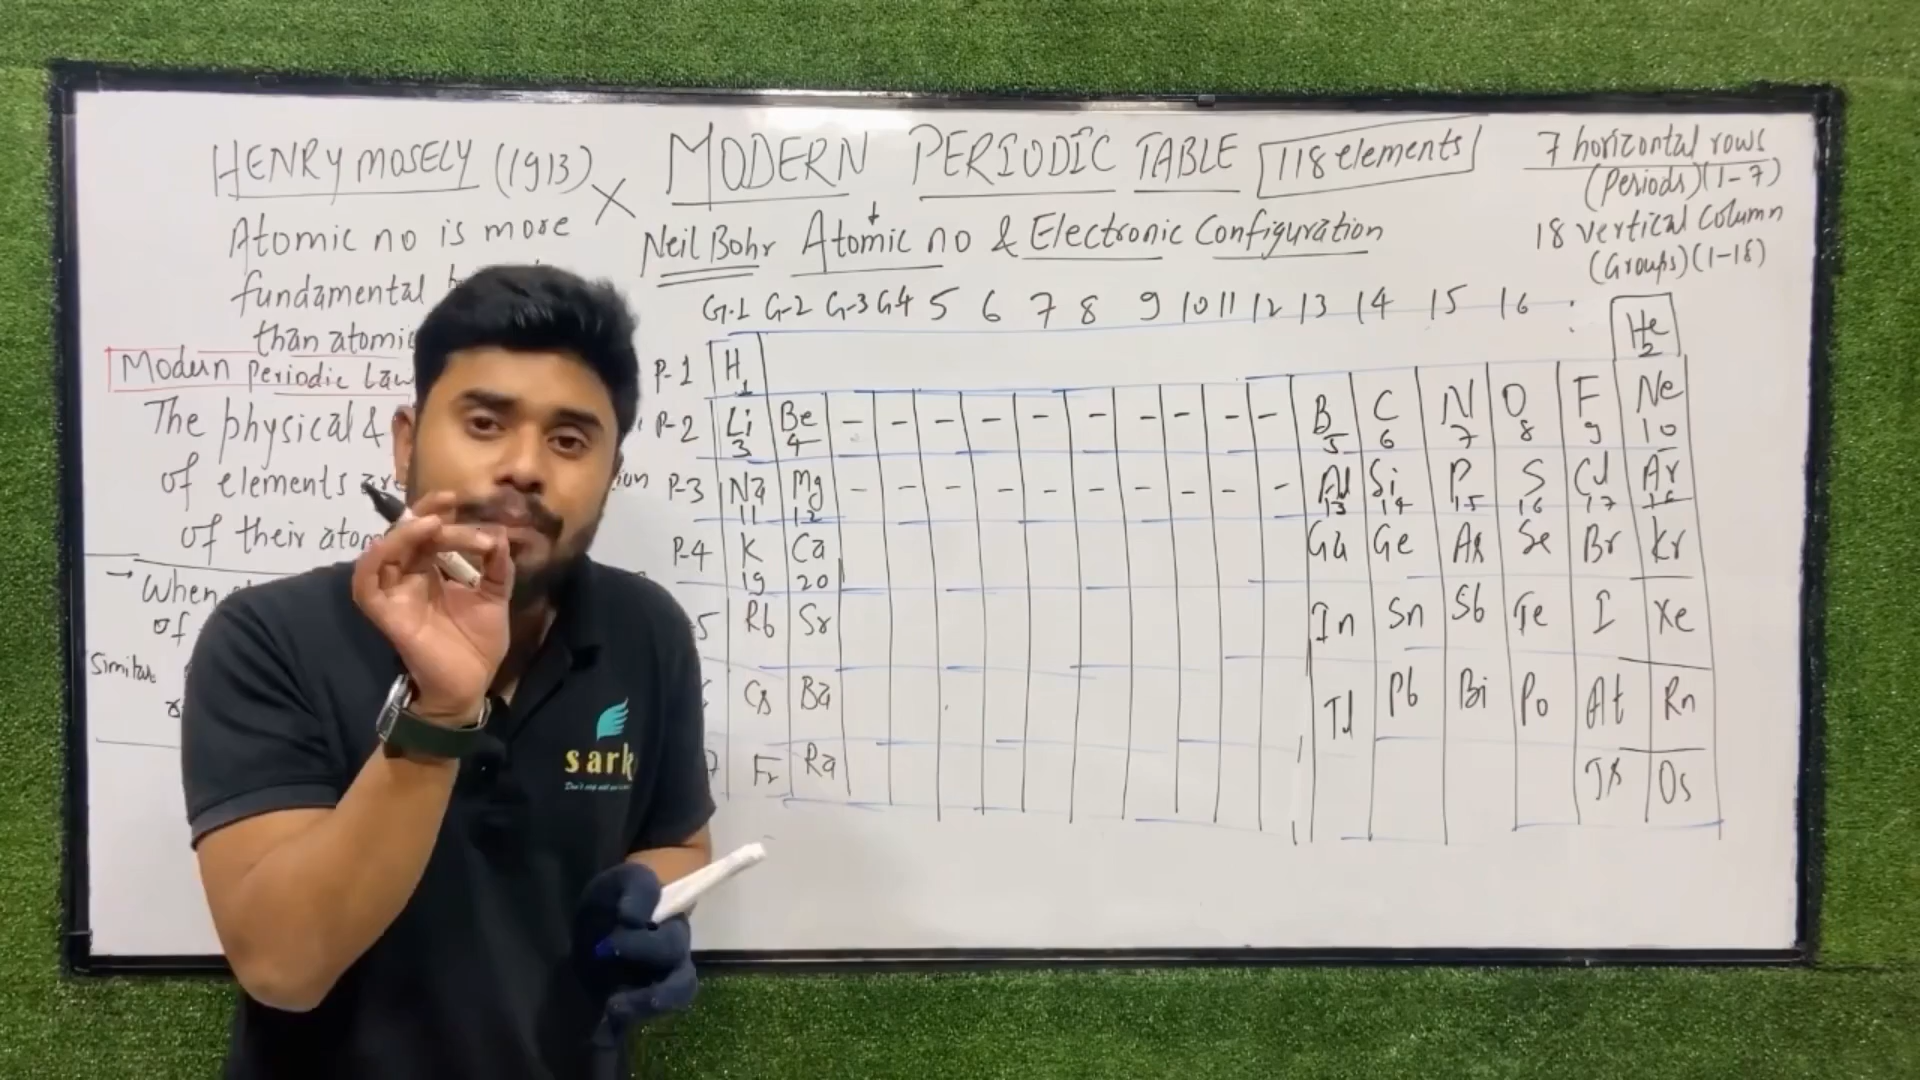 HENRY MOSELY (1913)
Atomic no is more
fundamental
than atomic
Modern Periodic Law
The physical &
of elements are
of their atom
→ When
of
Similar
MODERN PERIODIC TABLE 118 elements
Neil Bohr Atomic no & Electronic Configuration
7 horizontal rows
(Periods) (1-7)
18 vertical column
(Groups) (1-18)
G-1 G-2 G-3 G-4 5 6 7 8 9 10 11 12 13 14 15 16 :
He
2
P-1 H
1
P-2 Li Be - - - - - - - - - - B C N O F Ne
3 4 5 6 7 8 9 10
P-3 Na Mg - - - - - - - - - - Al Si P S Cl Ar
11 12 13 14 15 16 17 18
P-4 K Ca Ga Ge As Se Br Kr
19 20
5 Rb Sr In Sn Sb Te I Xe
Cs Ba Tl Pb Bi Po At Rn
7 Fr Ra Ts Os
sark